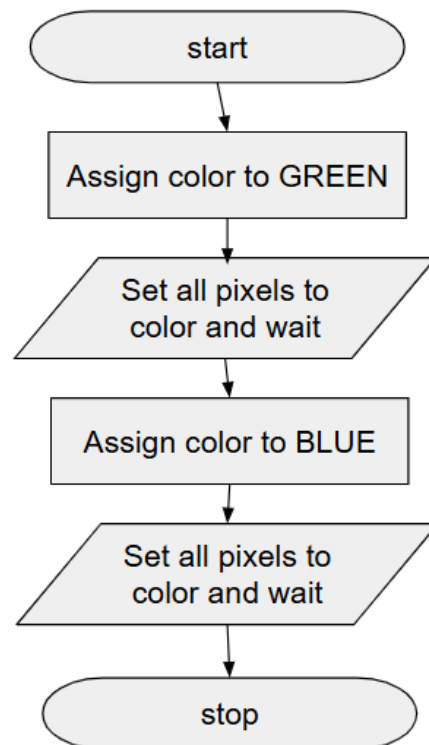 start
Assign color to GREEN
Set all pixels to
color and wait
Assign color to BLUE
Set all pixels to
color and wait
stop